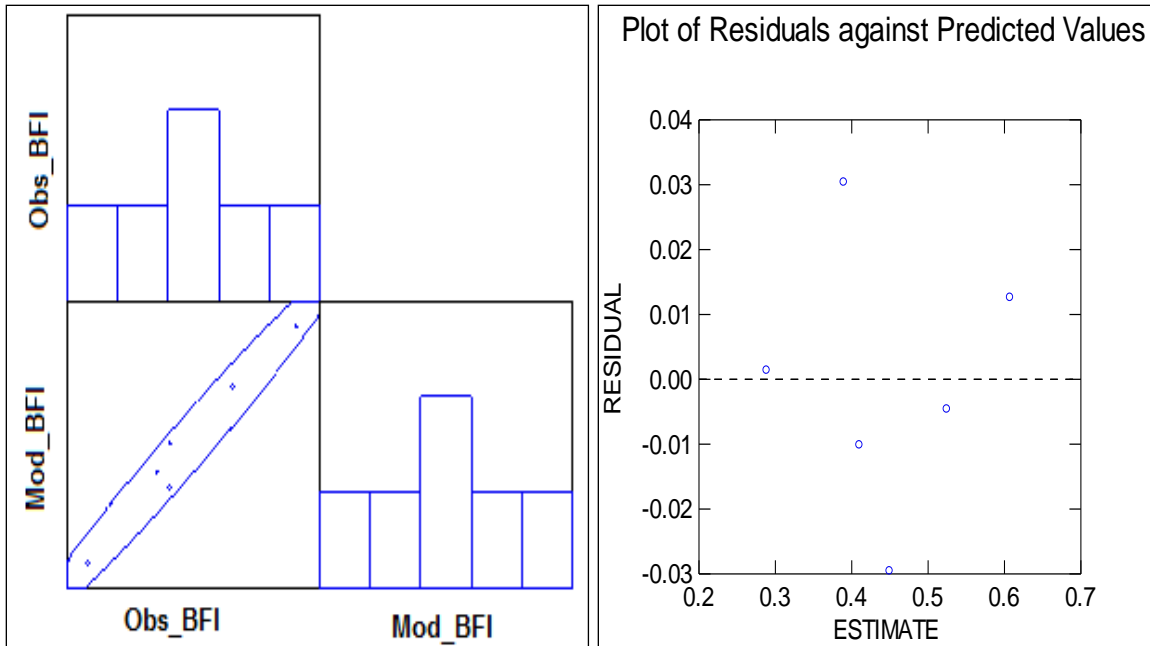 Obs_BFI
Mod_BFI
Obs_BFI
Mod_BFI
Plot of Residuals against Predicted Values
0.04
0.03
0.02
0.01
0.00
-0.01
-0.02
-0.03
RESIDUAL
0.2 0.3 0.4 0.5 0.6 0.7
ESTIMATE